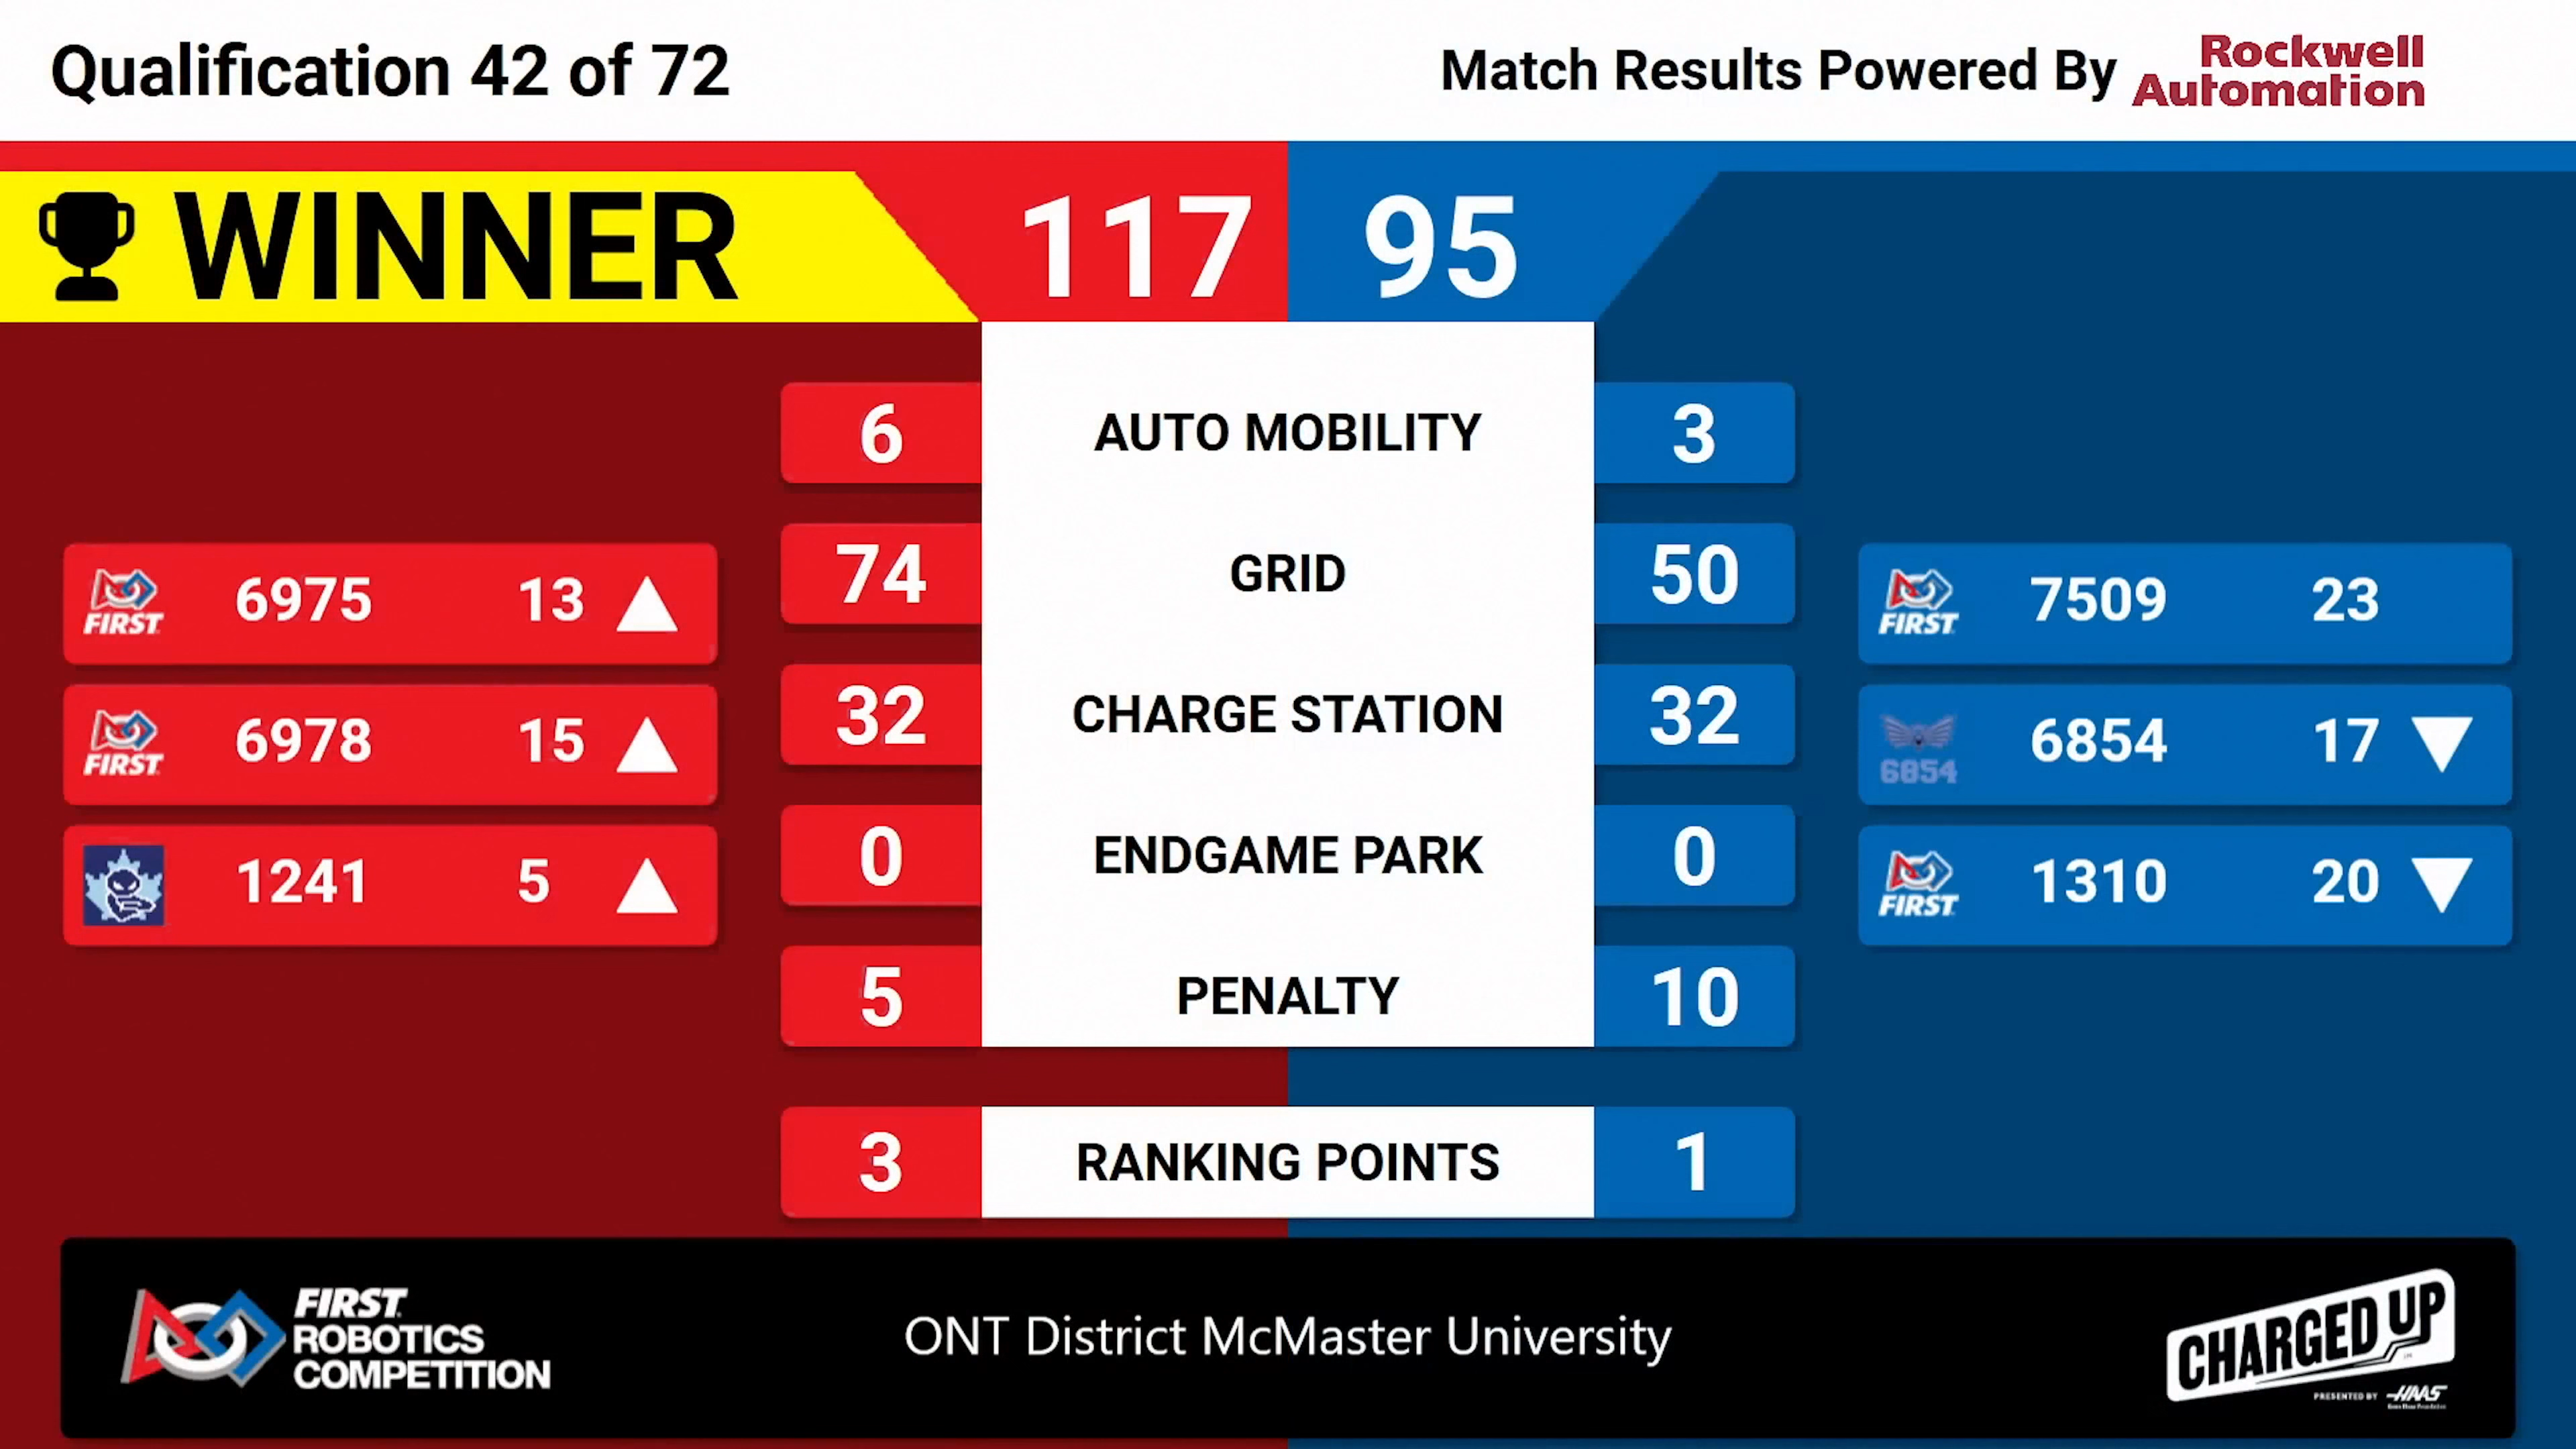 Qualification 42 of 72
Match Results Powered By Rockwell Automation
WINNER 117 95
6 AUTO MOBILITY 3
74 GRID 50
32 CHARGE STATION 32
0 ENDGAME PARK 0
5 PENALTY 10
3 RANKING POINTS 1
FIRST 6975 13
FIRST 6978 15
1241 5
FIRST 7509 23
6854 6854 17
FIRST 1310 20
FIRST
ROBOTICS
COMPETITION
ONT District McMaster University
CHARGED UP
PRESENTED BY HAAS